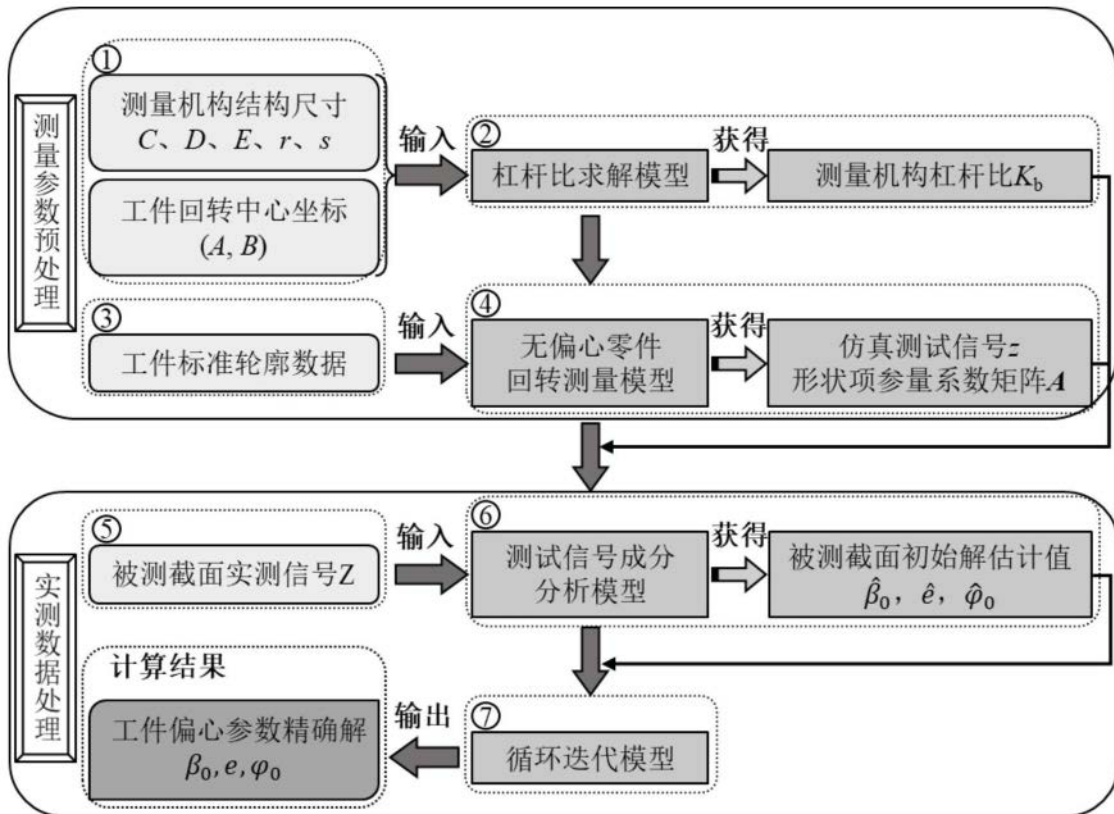 测量参数预处理
①
测量机构结构尺寸
C、D、E、r、s
工件回转中心坐标
(A, B)
输入
②
杠杆比求解模型
获得
测量机构杠杆比K_b
③
工件标准轮廓数据
输入
④
无偏心零件
回转测量模型
获得
仿真测试信号z
形状项参量系数矩阵A
实测数据处理
⑤
被测截面实测信号Z
输入
⑥
测试信号成分
分析模型
获得
被测截面初始解估计值
β̂₀, ê, φ̂₀
计算结果
工件偏心参数精确解
β₀,e,φ₀
输出
⑦
循环迭代模型